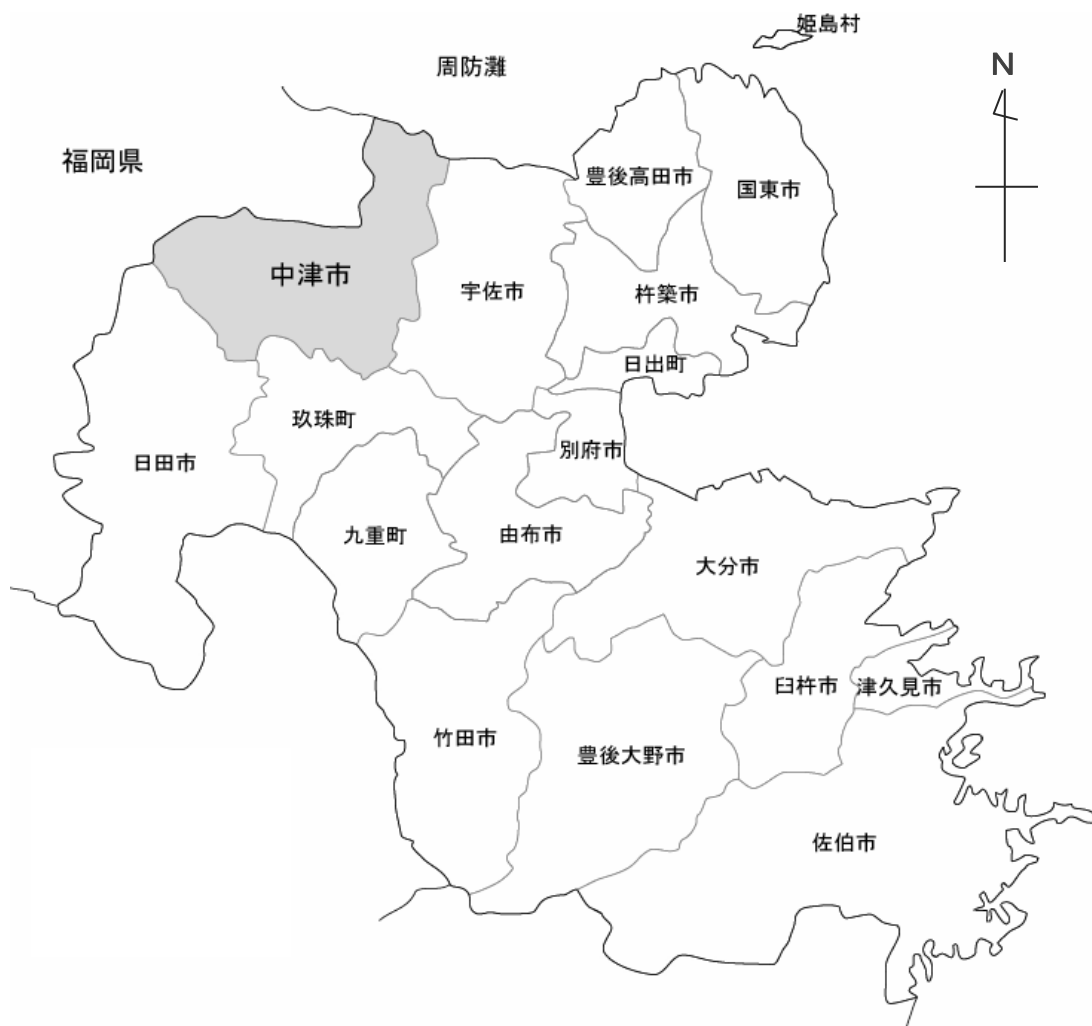 姫島村
周防灘
N
福岡県
豊後高田市
国東市
中津市
宇佐市
杵築市
日出町
玖珠町
別府市
日田市
九重町
由布市
大分市
臼杵市
津久見市
竹田市
豊後大野市
佐伯市